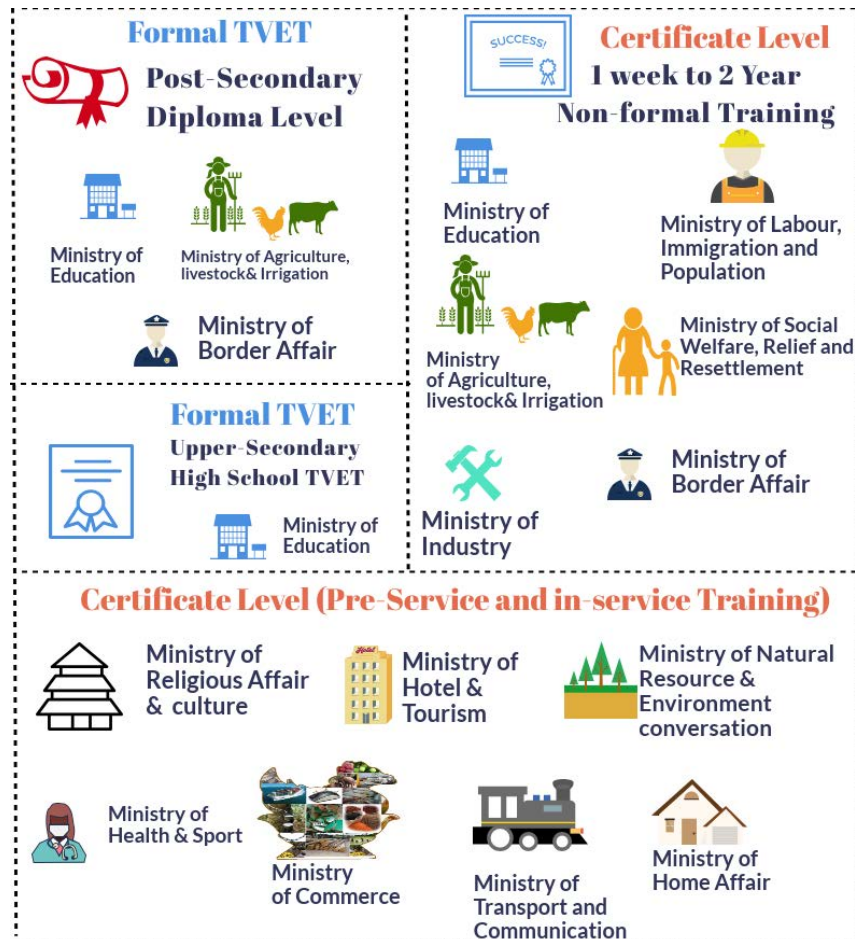 Formal TVET
Post-Secondary
Diploma Level
Ministry of
Education
Ministry of Agriculture,
livestock& Irrigation
Ministry of
Border Affair
SUCCESS!
Certificate Level
1 week to 2 Year
Non-formal Training
Ministry of
Education
Ministry of Labour,
Immigration and
Population
Ministry
of Agriculture,
livestock& Irrigation
Ministry of Social
Welfare, Relief and
Resettlement
Ministry of
Industry
Ministry of
Border Affair
Formal TVET
Upper-Secondary
High School TVET
Ministry of
Education
Certificate Level (Pre-Service and in-service Training)
Ministry of
Religious Affair
& culture
Hotel
Ministry of
Hotel &
Tourism
Ministry of Natural
Resource &
Environment
conversation
Ministry of
Health & Sport
Ministry
of Commerce
Ministry of
Transport and
Communication
Ministry of
Home Affair